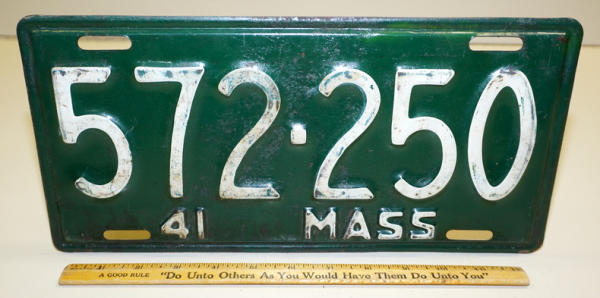 572·250
41 MASS
A GOOD RULE "Do Unto Others As You Would Have Them Do Unto You"